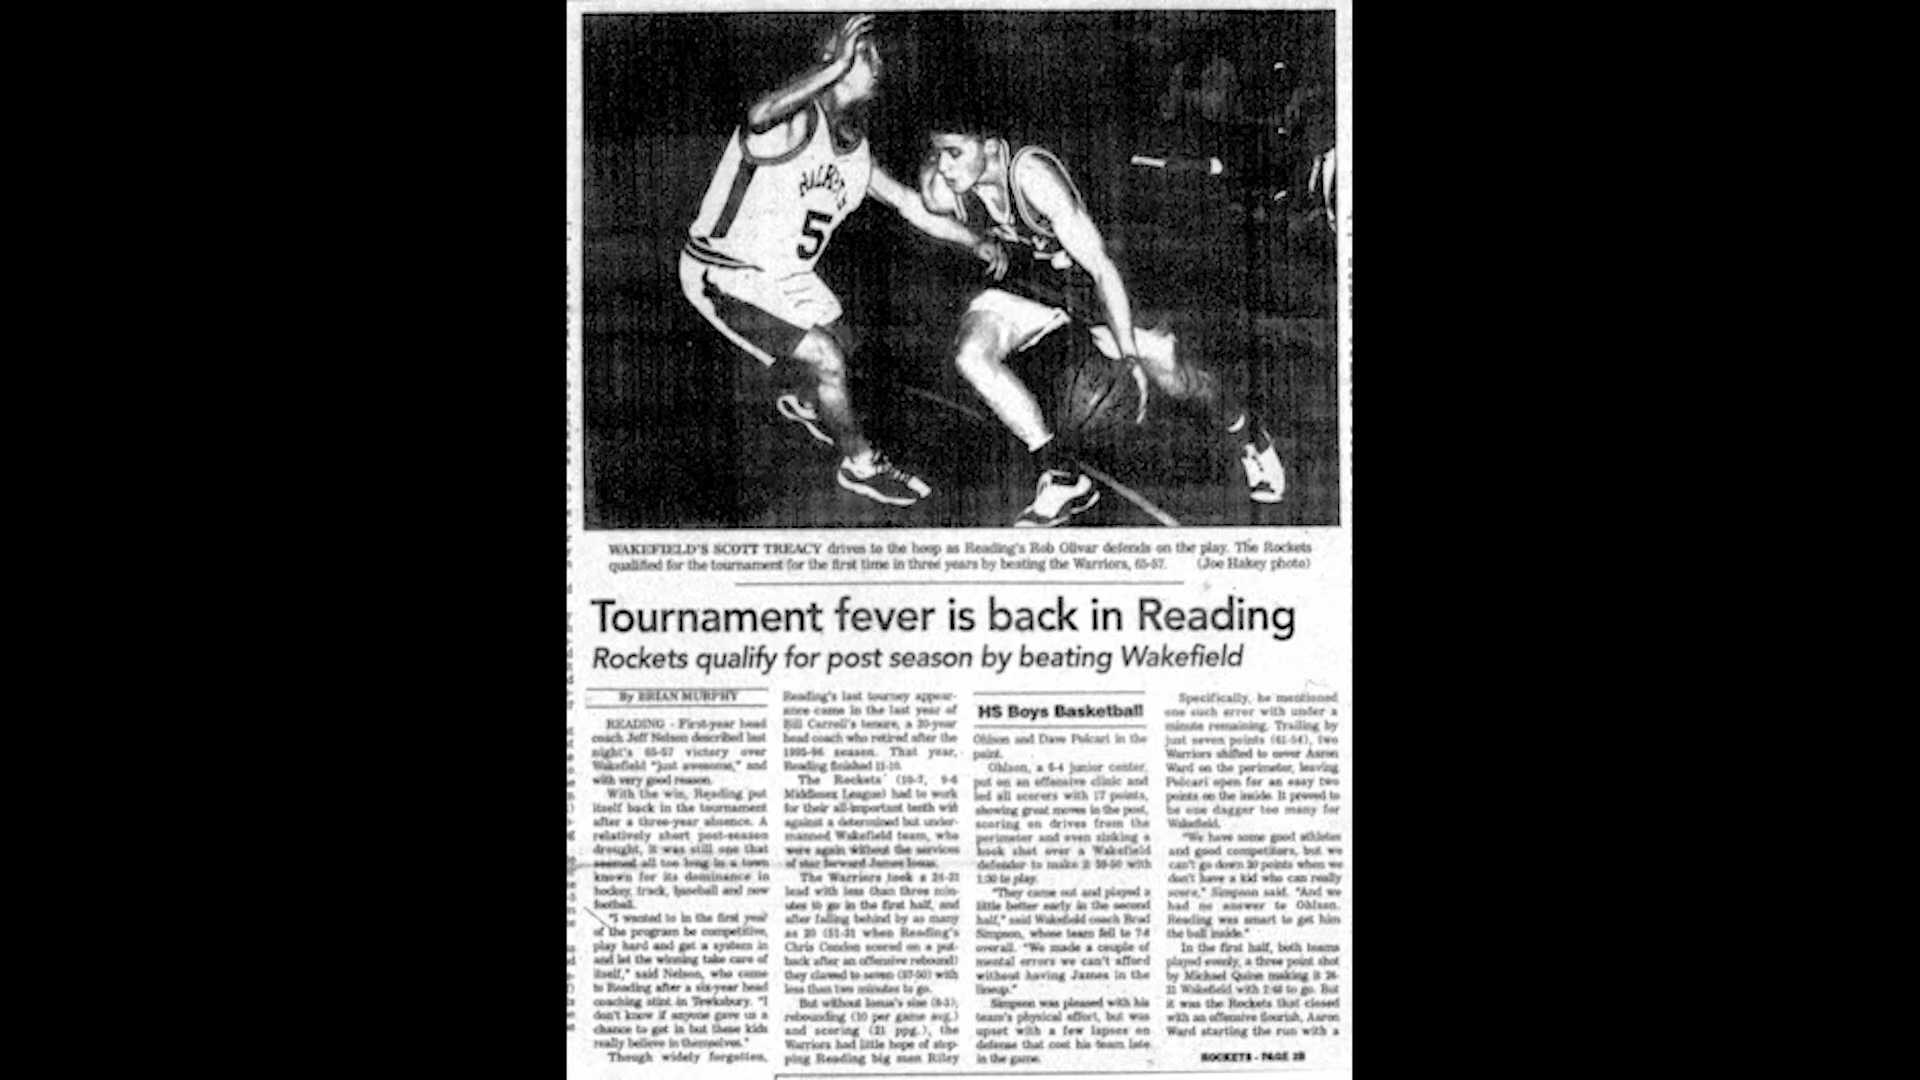 5
WAKEFIELD'S SCOTT TREACY drives to the hoop as Reading's Rob Olivar defends on the play. The Rockets
qualified for the tournament for the first time in three years by beating the Warriors, 65-57. (Joe Hakey photo)
Tournament fever is back in Reading
Rockets qualify for post season by beating Wakefield
By BRIAN MURPHY
READING - First-year head
coach Jeff Nelson described last
night's 65-57 victory over
Wakefield "just awesome," and
with very good reason.
With the win, Reading put
itself back in the tournament
after a three-year absence. A
relatively short post-season
drought, it was still one that
seemed all too long in a town
known for its dominance in
hockey, track, baseball and now
football.
"I wanted to in the first year
of the program be competitive,
play hard and get a system in
and let the winning take care of
itself," said Nelson, who came
to Reading after a six-year head
coaching stint in Tewksbury. "I
don't know if anyone gave us a
chance to get in but these kids
really believe in themselves."
Though widely forgotten,
Reading's last tourney appear-
ance came in the last year of
Bill Carroll's tenure, a 20-year
head coach who retired after the
1995-96 season. That year,
Reading finished 11-10.
The Rockets (10-7, 9-6
Middlesex League) had to work
for their all-important tenth win
against a determined but under-
manned Wakefield team, who
were again without the services
of star forward James
The Warriors took a 24-21
lead with less than three min-
utes to go in the first half, and
after falling behind by as many
as 20 (51-31 when Reading's
Chris Condon scored on a put-
back after an offensive rebound)
they clawed to seven (57-50) with
less than two minutes to go.
But without size (6-3),
rebounding (10 per game avg.)
and scoring (21 ppg.), the
Warriors had little hope of stop-
ping Reading big men Riley
HS Boys Basketball
Ohlson and Dave Polcari in the
paint.
Ohlson, a 6-4 junior center,
put on an offensive clinic and
led all scorers with 17 points,
showing great moves in the post,
scoring on drives from the
perimeter and even sinking a
hook shot over a Wakefield
defender to make it 59-50 with
1:30 to play.
"They came out and played a
little better early in the second
half," said Wakefield coach Brad
Simpson, whose team fell to 7-8
overall. "We made a couple of
mental errors we can't afford
without having James in the
lineup."
Simpson was pleased with his
team's physical effort, but was
upset with a few lapses on
defense that cost his team late
in the game.
Specifically, he mentioned
one such error with under a
minute remaining. Trailing by
just seven points (61-54), two
Warriors shifted to cover Aaron
Ward on the perimeter, leaving
Polcari open for an easy two
points on the inside. It proved to
be one dagger too many for
Wakefield.
"We have some good athletes
and good competitors, but we
can't go down 20 points when we
don't have a kid who can really
score," Simpson said. "And we
had no answer to Ohlson.
Reading was smart to get him
the ball inside."
In the first half, both teams
played evenly, a three point shot
by Michael Quinn making it 24-
21 Wakefield with 2:48 to go. But
it was the Rockets that closed
with an offensive flourish, Aaron
Ward starting the run with a
ROCKETS - PAGE 2B